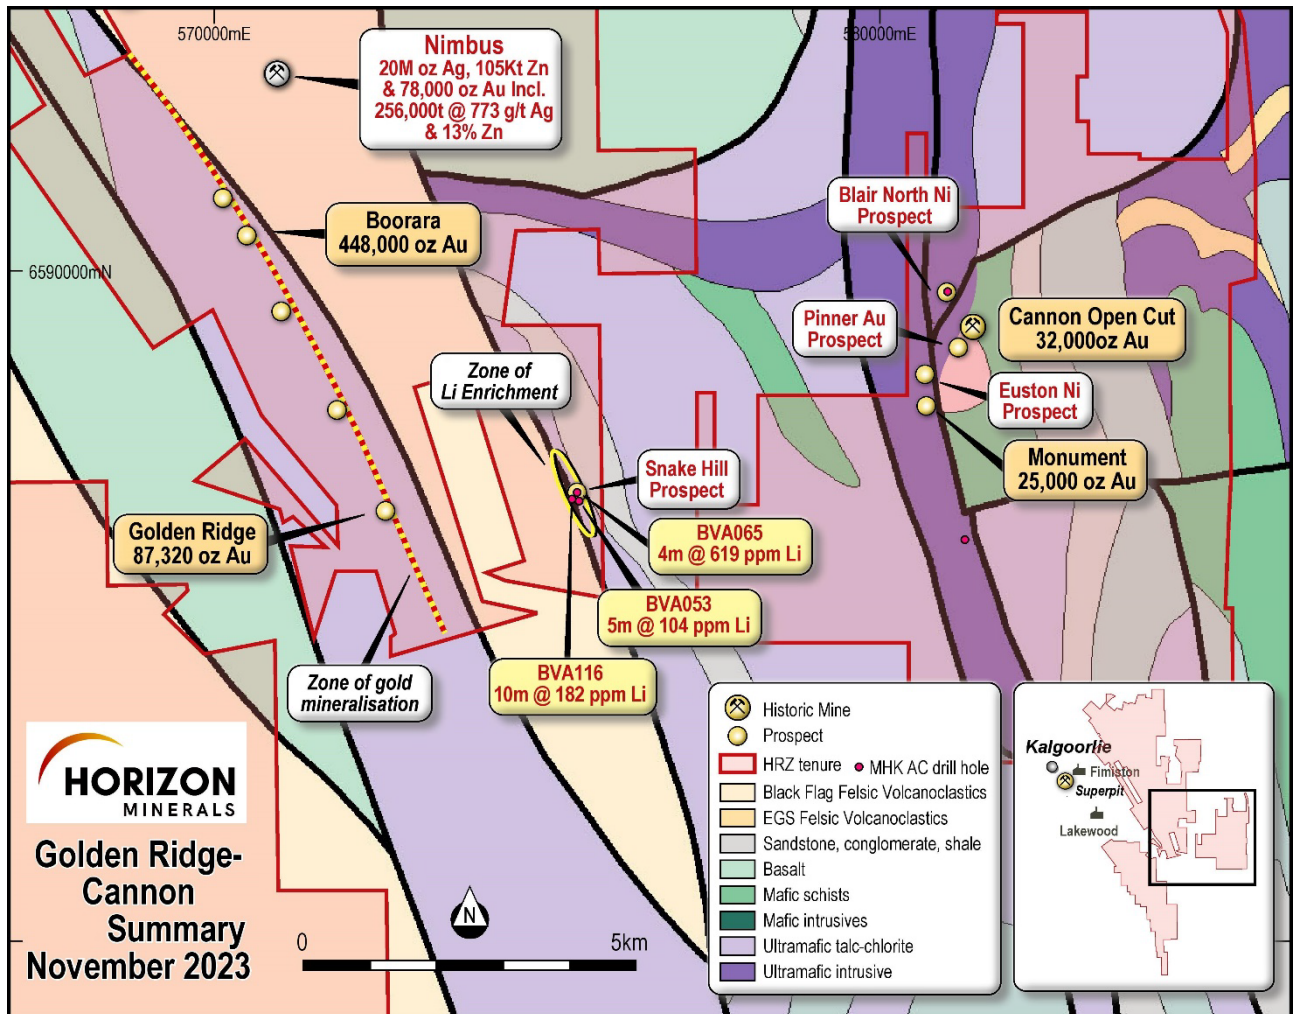 570000mE
580000mE
Nimbus
20M oz Ag, 105Kt Zn
& 78,000 oz Au Incl.
256,000t @ 773 g/t Ag
& 13% Zn
Blair North Ni
Prospect
Boorara
448,000 oz Au
6590000mN
Pinner Au
Prospect
Cannon Open Cut
32,000oz Au
Zone of
Li Enrichment
Euston Ni
Prospect
Snake Hill
Prospect
Monument
25,000 oz Au
Golden Ridge
87,320 oz Au
BVA065
4m @ 619 ppm Li
BVA053
5m @ 104 ppm Li
BVA116
10m @ 182 ppm Li
Zone of gold
mineralisation
HORIZON
MINERALS
Golden Ridge-
Cannon
Summary
November 2023
N
0
5km
Historic Mine
Prospect
HRZ tenure
MHK AC drill hole
Black Flag Felsic Volcanoclastics
EGS Felsic Volcanoclastics
Sandstone, conglomerate, shale
Basalt
Mafic schists
Mafic intrusives
Ultramafic talc-chlorite
Ultramafic intrusive
Kalgoorlie
Fimiston
Superpit
Lakewood